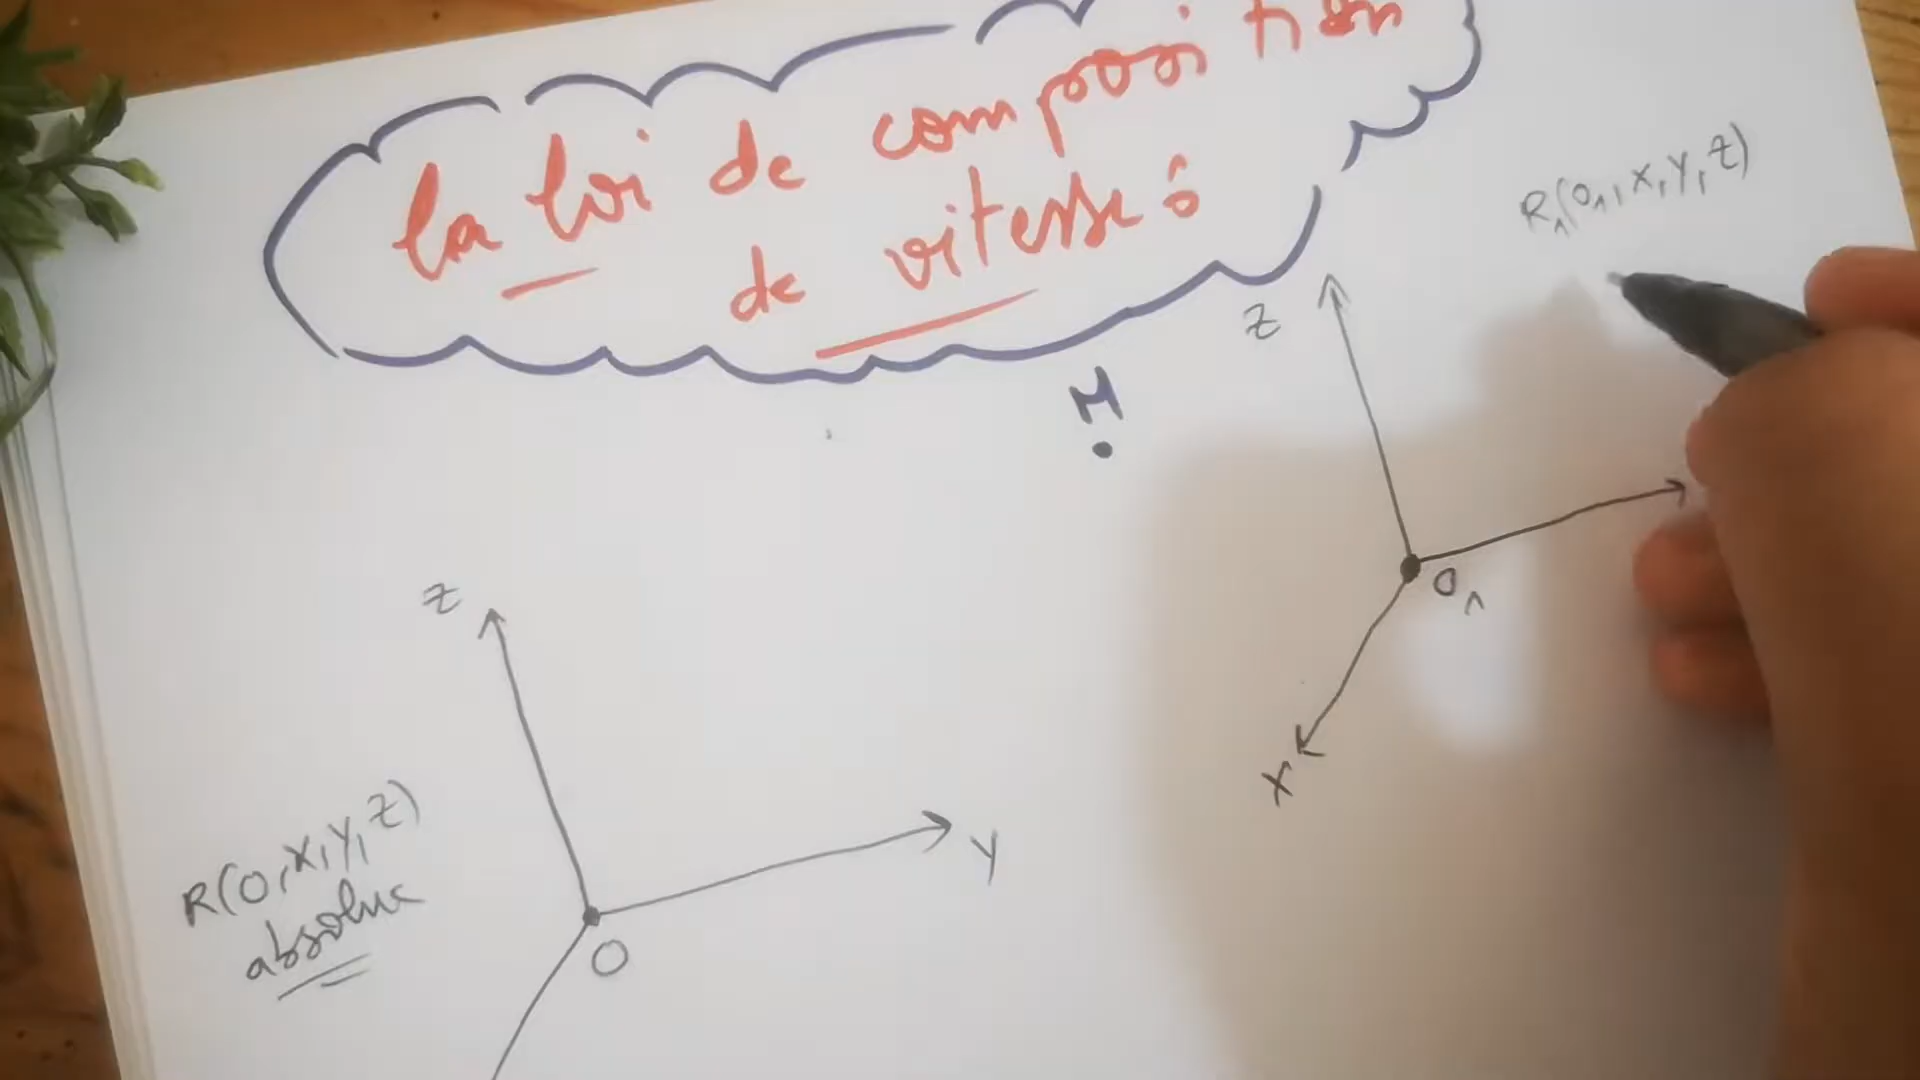 la loi de composition
de vitesse :
R₁(O₁, X, Y, Z)
Z
M
O₁
X
Z
R(O, X, Y, Z)
absolue
Y
O